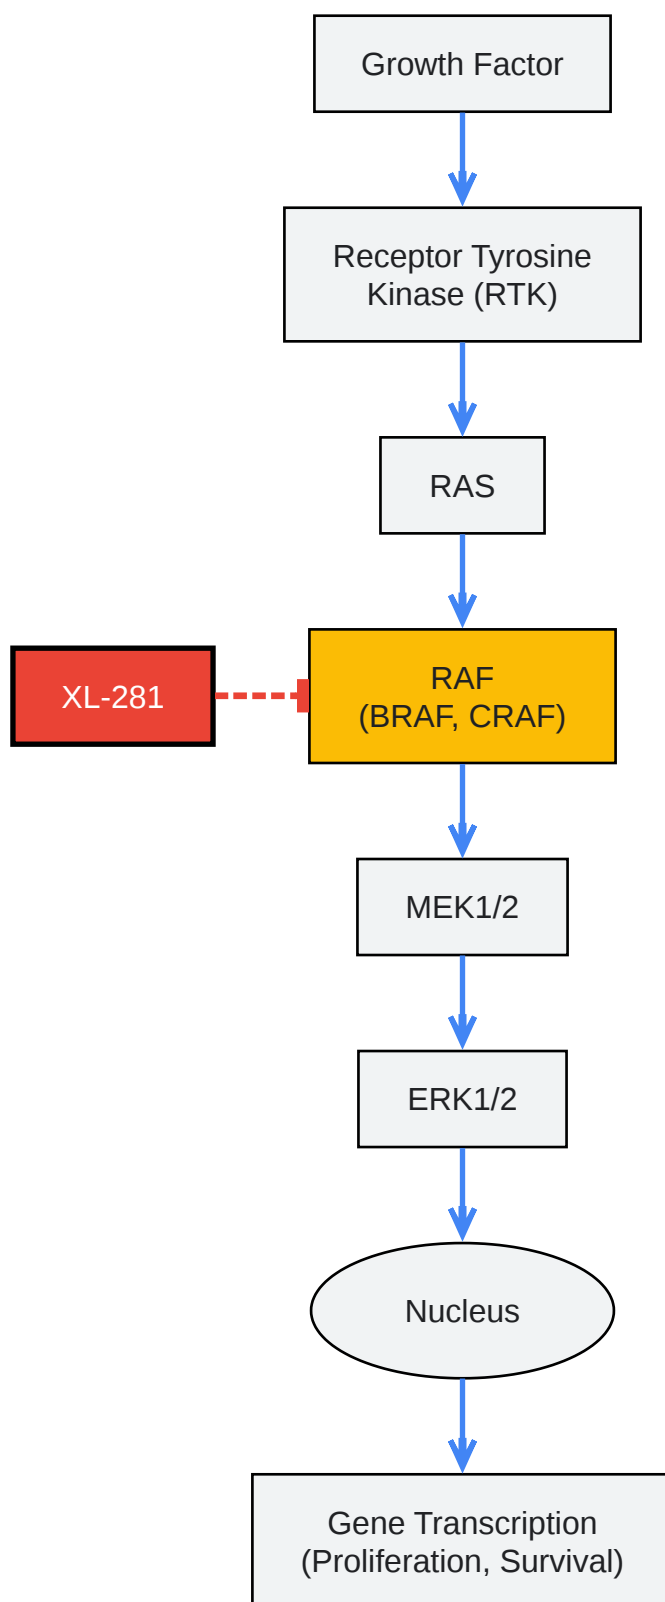 Growth Factor
Receptor Tyrosine
Kinase (RTK)
RAS
XL-281
RAF
(BRAF, CRAF)
MEK1/2
ERK1/2
Nucleus
Gene Transcription
(Proliferation, Survival)